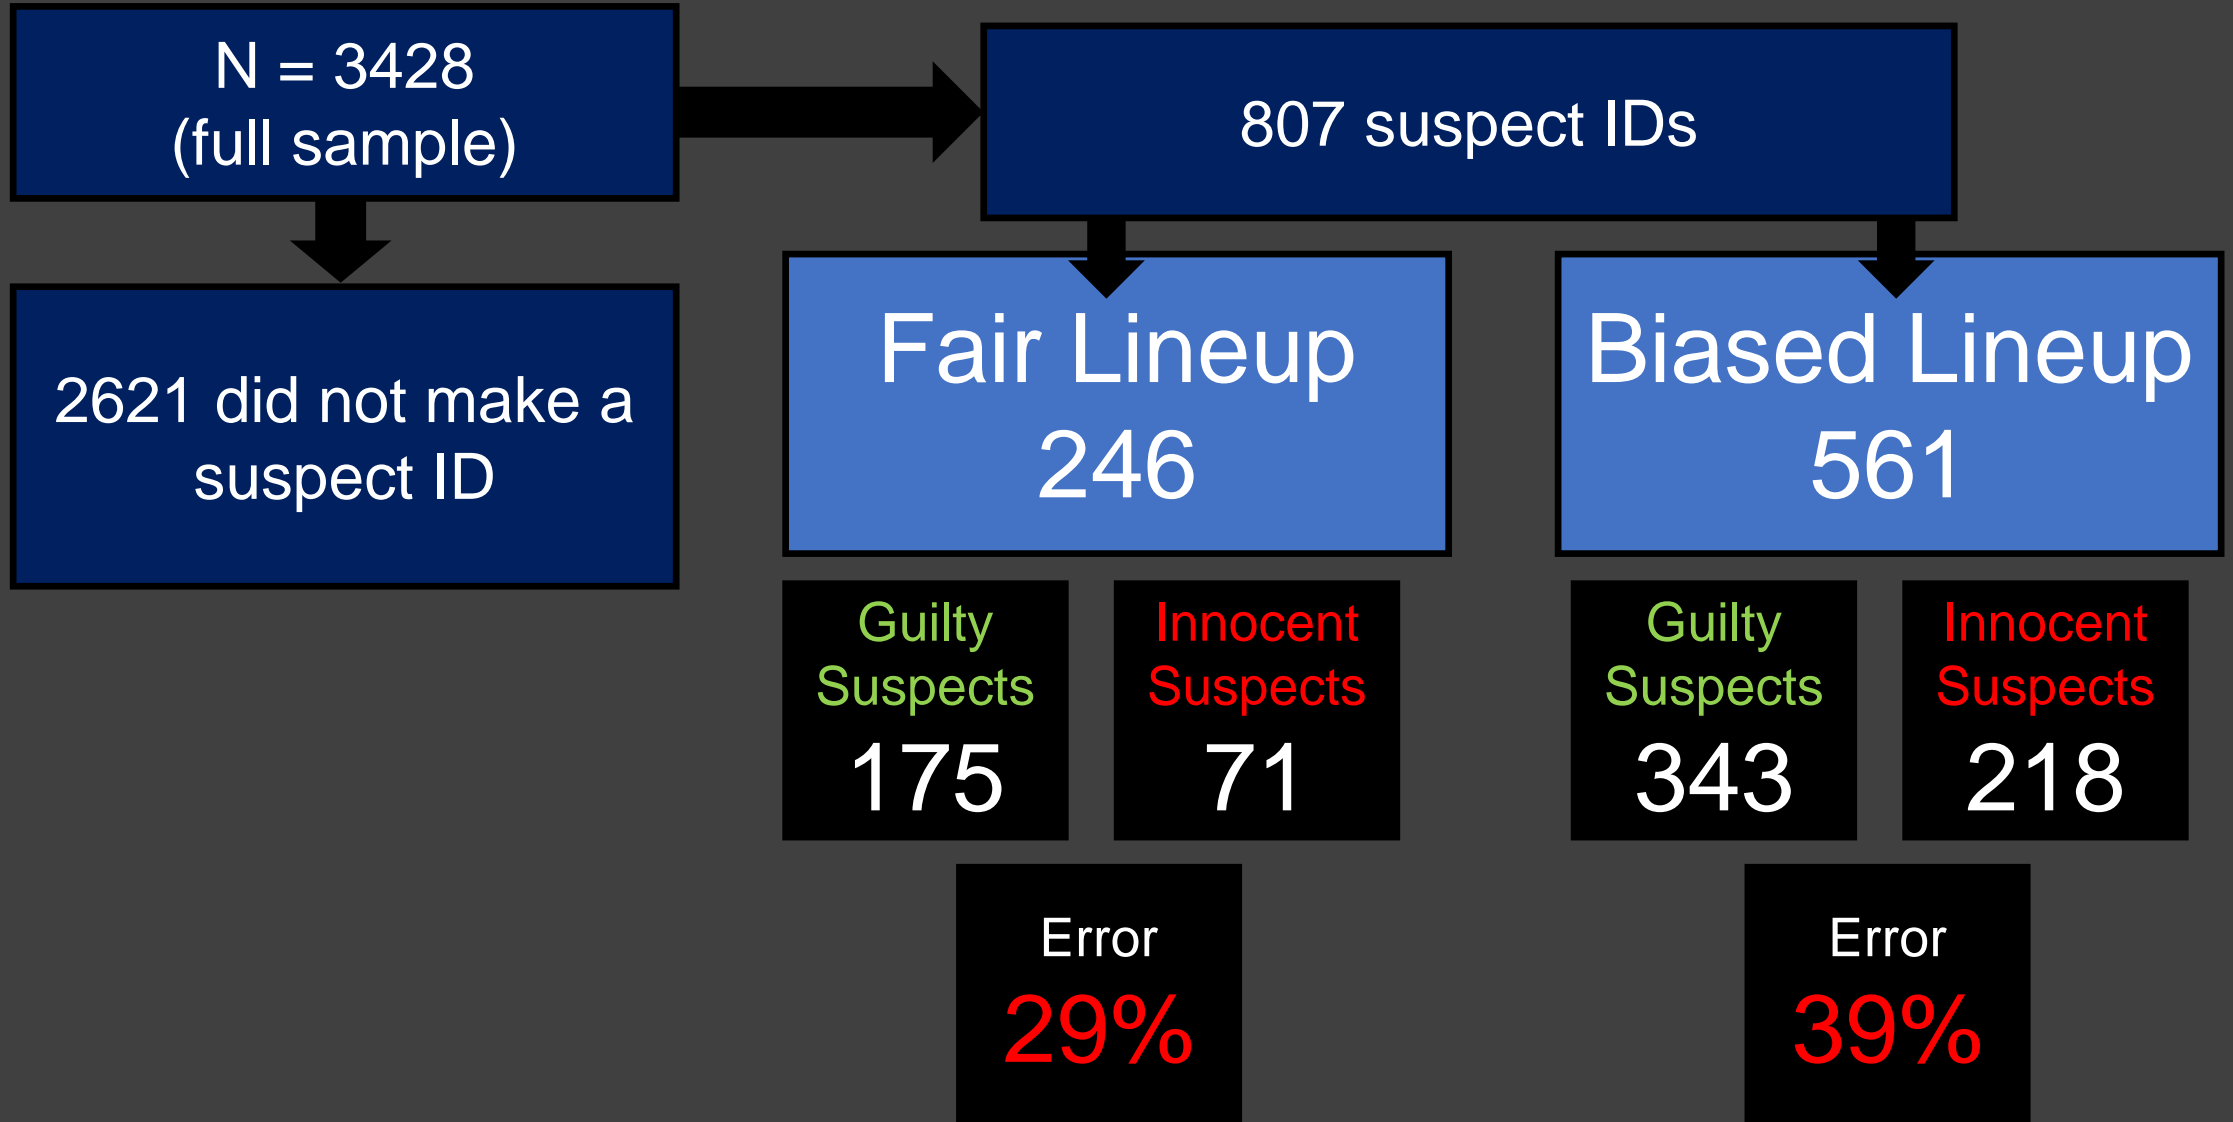 N = 3428
(full sample)
807 suspect IDs
2621 did not make a
suspect ID
Fair Lineup
246
Biased Lineup
561
Guilty
Suspects
175
Innocent
Suspects
71
Guilty
Suspects
343
Innocent
Suspects
218
Error
29%
Error
39%